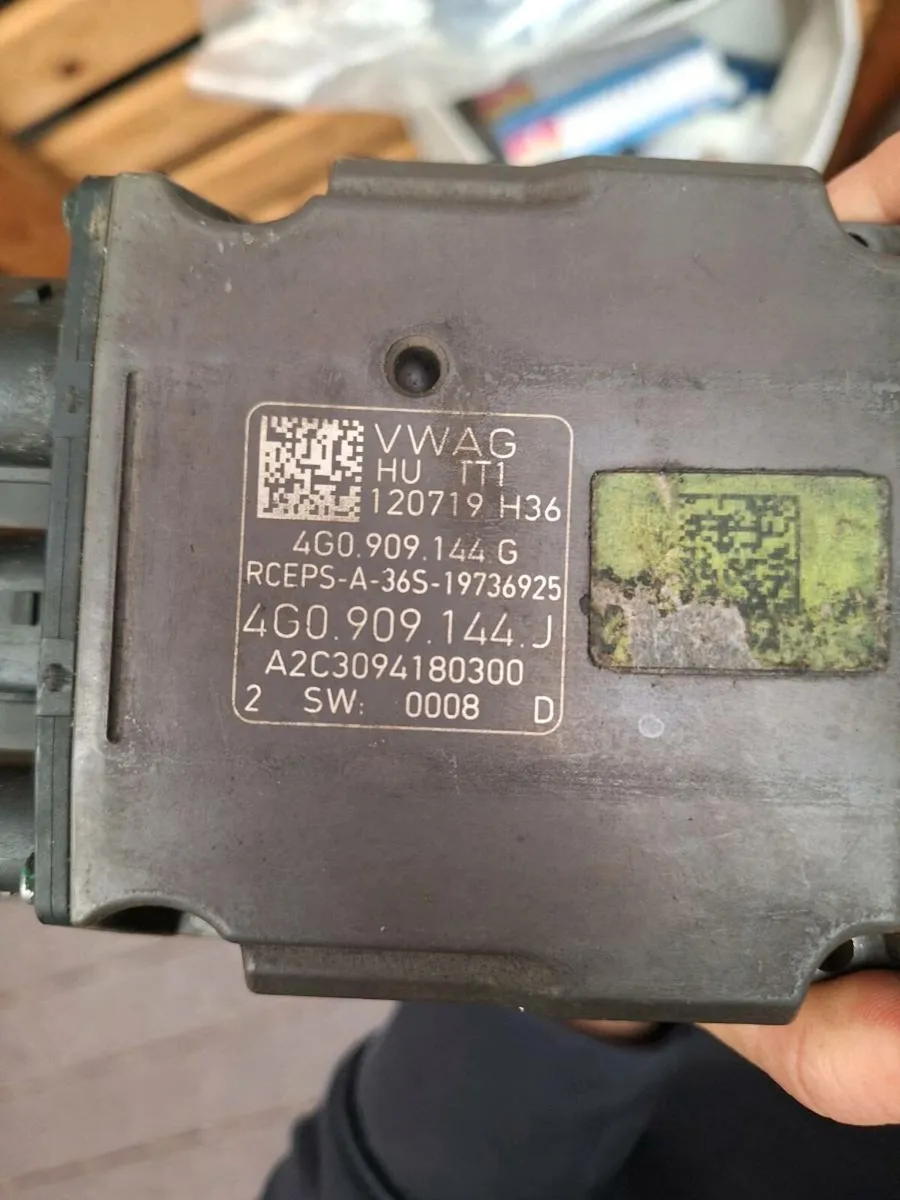 VWAG
HU TT1
120719 H36
4G0.909.144.G
RCEPS-A-36S-19736925
4G0.909.144.J
A2C3094180300
2 SW: 0008 D